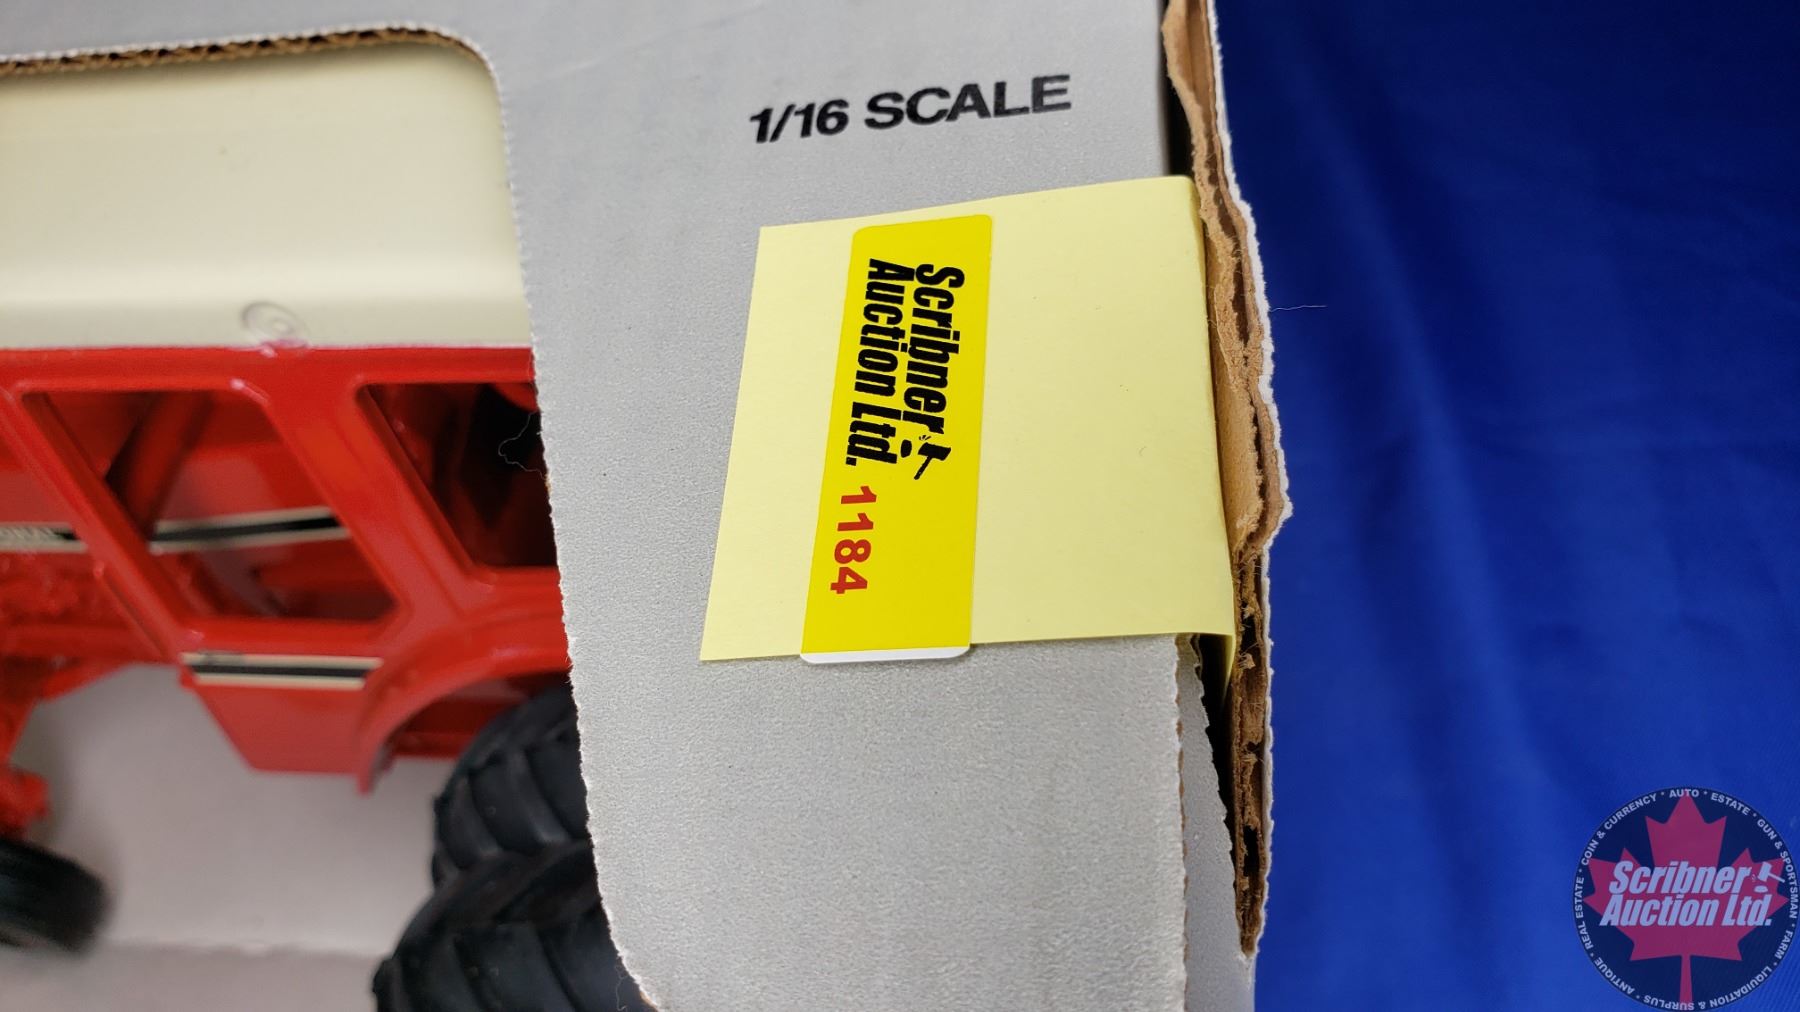 1/16 SCALE
Scribner
Auction Ltd. 1184
Scribner
Auction Ltd.
COIN & CURRENCY * AUTO * ESTATE * GUN & SPORTSMAN * FARM * LIQUIDATION & SURPLUS * ANTIQUE * REAL ESTATE *